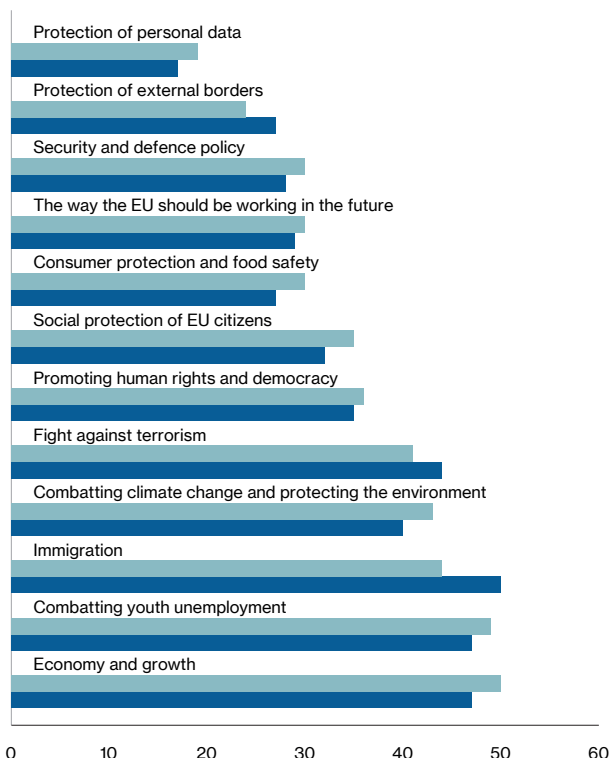 Protection of personal data
Protection of external borders
Security and defence policy
The way the EU should be working in the future
Consumer protection and food safety
Social protection of EU citizens
Promoting human rights and democracy
Fight against terrorism
Combatting climate change and protecting the environment
Immigration
Combatting youth unemployment
Economy and growth
0 10 20 30 40 50 60